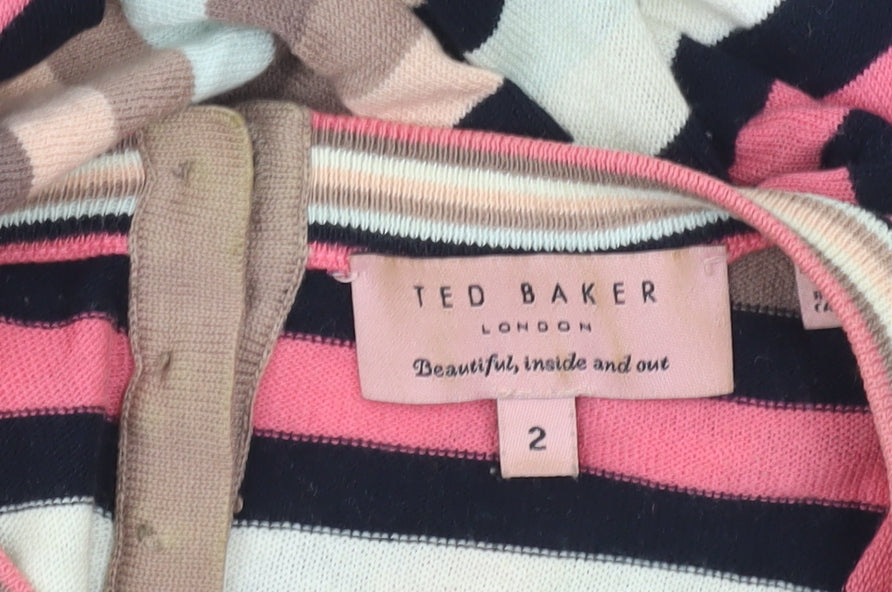 TED BAKER
LONDON
Beautiful, inside and out
2